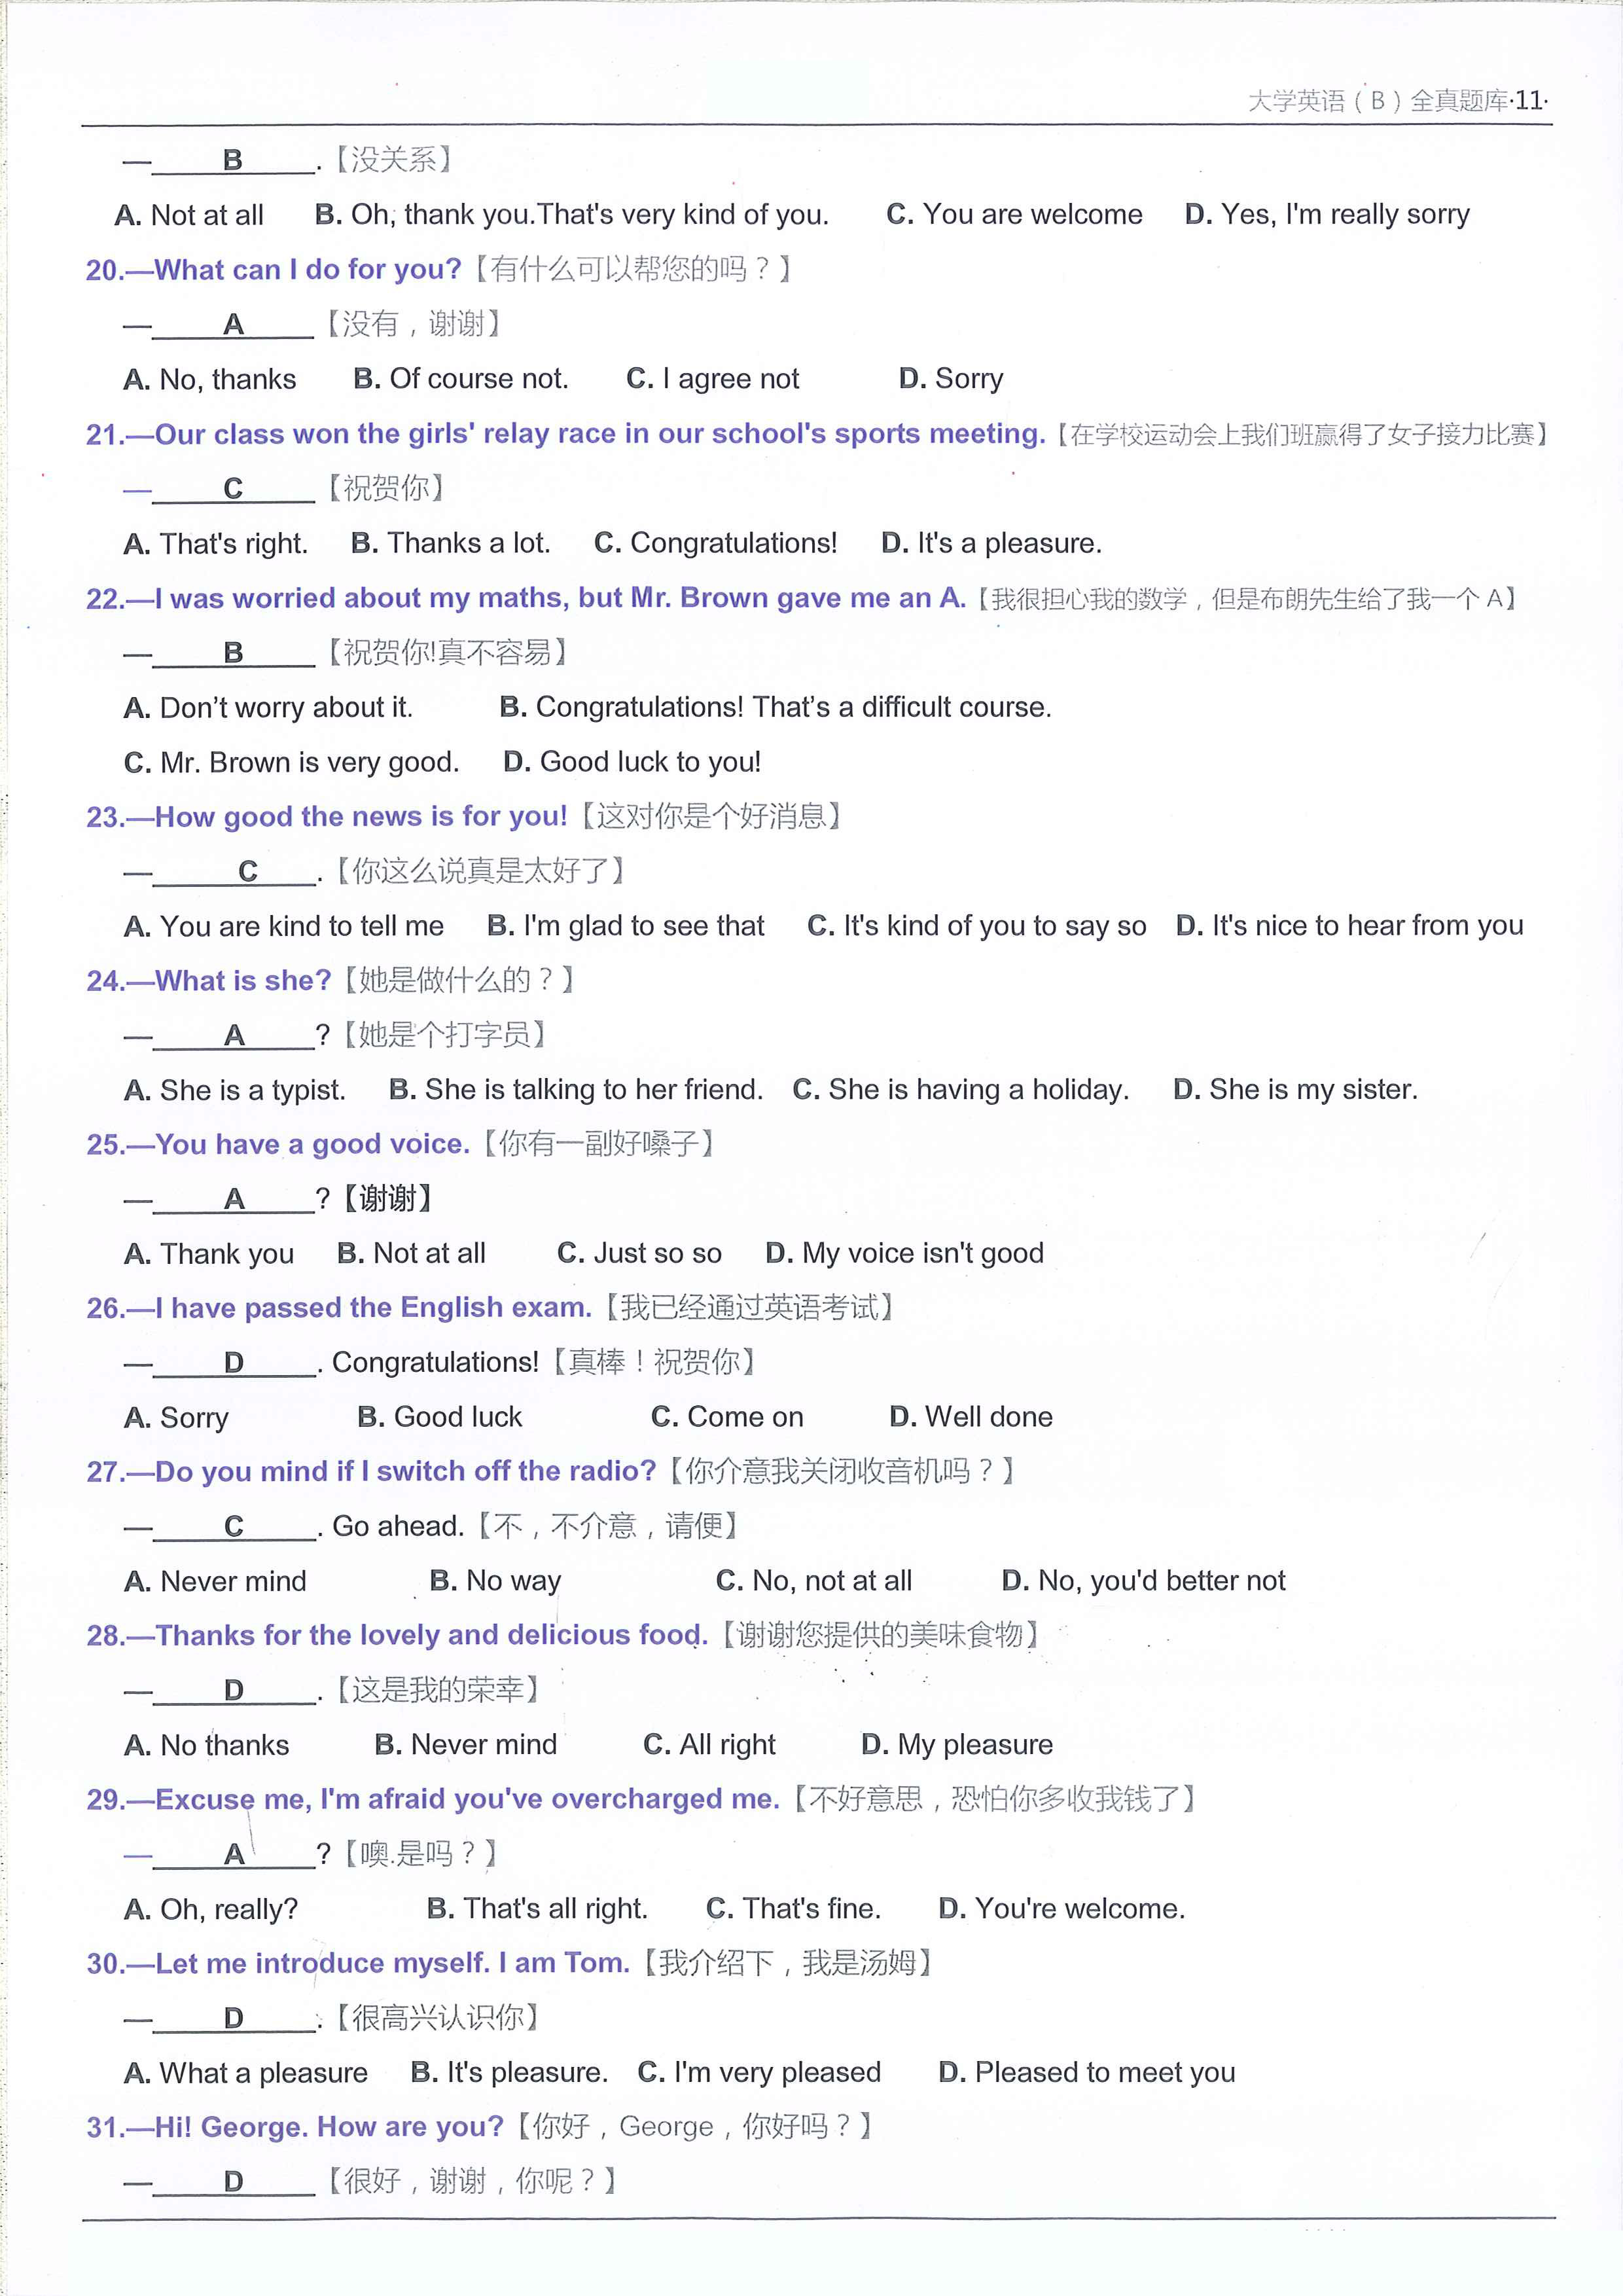 大学英语（B）全真题库·11·
— B .【没关系】
A. Not at all B. Oh, thank you.That's very kind of you. C. You are welcome D. Yes, I'm really sorry
20.—What can I do for you?【有什么可以帮您的吗？】
— A 【没有，谢谢】
A. No, thanks B. Of course not. C. I agree not D. Sorry
21.—Our class won the girls' relay race in our school's sports meeting.【在学校运动会上我们班赢得了女子接力比赛】
— C 【祝贺你】
A. That's right. B. Thanks a lot. C. Congratulations! D. It's a pleasure.
22.—I was worried about my maths, but Mr. Brown gave me an A.【我很担心我的数学，但是布朗先生给了我一个 A】
— B 【祝贺你!真不容易】
A. Don’t worry about it. B. Congratulations! That’s a difficult course.
C. Mr. Brown is very good. D. Good luck to you!
23.—How good the news is for you!【这对你是个好消息】
— C .【你这么说真是太好了】
A. You are kind to tell me B. I'm glad to see that C. It's kind of you to say so D. It's nice to hear from you
24.—What is she?【她是做什么的？】
— A ?【她是个打字员】
A. She is a typist. B. She is talking to her friend. C. She is having a holiday. D. She is my sister.
25.—You have a good voice.【你有一副好嗓子】
— A ?【谢谢】
A. Thank you B. Not at all C. Just so so D. My voice isn't good
26.—I have passed the English exam.【我已经通过英语考试】
— D . Congratulations!【真棒！祝贺你】
A. Sorry B. Good luck C. Come on D. Well done
27.—Do you mind if I switch off the radio?【你介意我关闭收音机吗？】
— C . Go ahead.【不，不介意，请便】
A. Never mind B. No way C. No, not at all D. No, you'd better not
28.—Thanks for the lovely and delicious food.【谢谢您提供的美味食物】
— D .【这是我的荣幸】
A. No thanks B. Never mind C. All right D. My pleasure
29.—Excuse me, I'm afraid you've overcharged me.【不好意思，恐怕你多收我钱了】
— A ?【噢.是吗？】
A. Oh, really? B. That's all right. C. That's fine. D. You're welcome.
30.—Let me introduce myself. I am Tom.【我介绍下，我是汤姆】
— D .【很高兴认识你】
A. What a pleasure B. It's pleasure. C. I'm very pleased D. Pleased to meet you
31.—Hi! George. How are you?【你好，George，你好吗？】
— D 【很好，谢谢，你呢？】